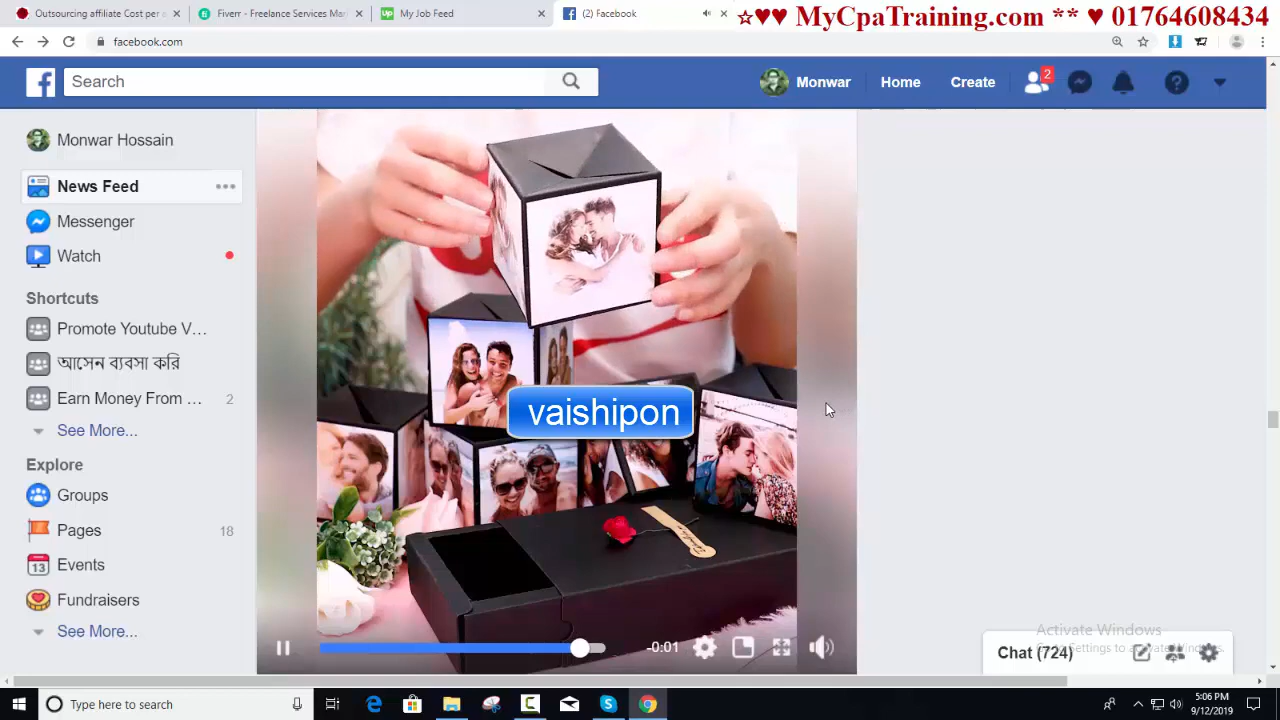 Outsourcing affiliate Cost per a
Fiverr - Freelance Services Mark
My Job Feed
(2) Facebook
☆♥♥ MyCpaTraining.com ** ♥ 01764608434
facebook.com
Search
Monwar
Home
Create
2
Monwar Hossain
News Feed
Messenger
Watch
Shortcuts
Promote Youtube V...
আসেন ব্যবসা করি
Earn Money From ... 2
See More...
Explore
Groups
Pages 18
13 Events
Fundraisers
See More...
vaishipon
-0:01
Activate Windows
Chat (724)
Type here to search
5:06 PM
9/12/2019